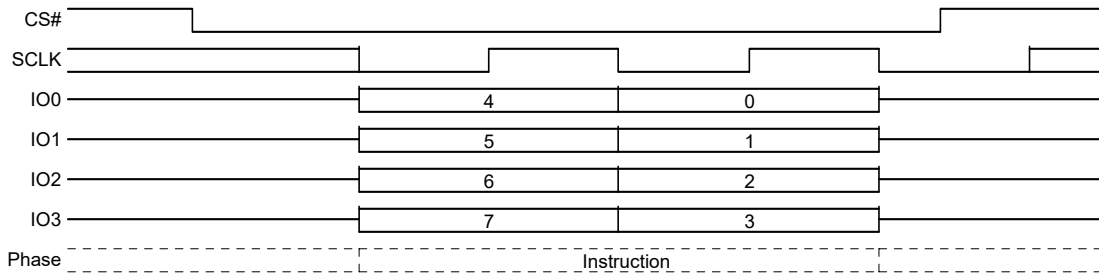 CS#
SCLK
IO0 4 0
IO1 5 1
IO2 6 2
IO3 7 3
Phase Instruction